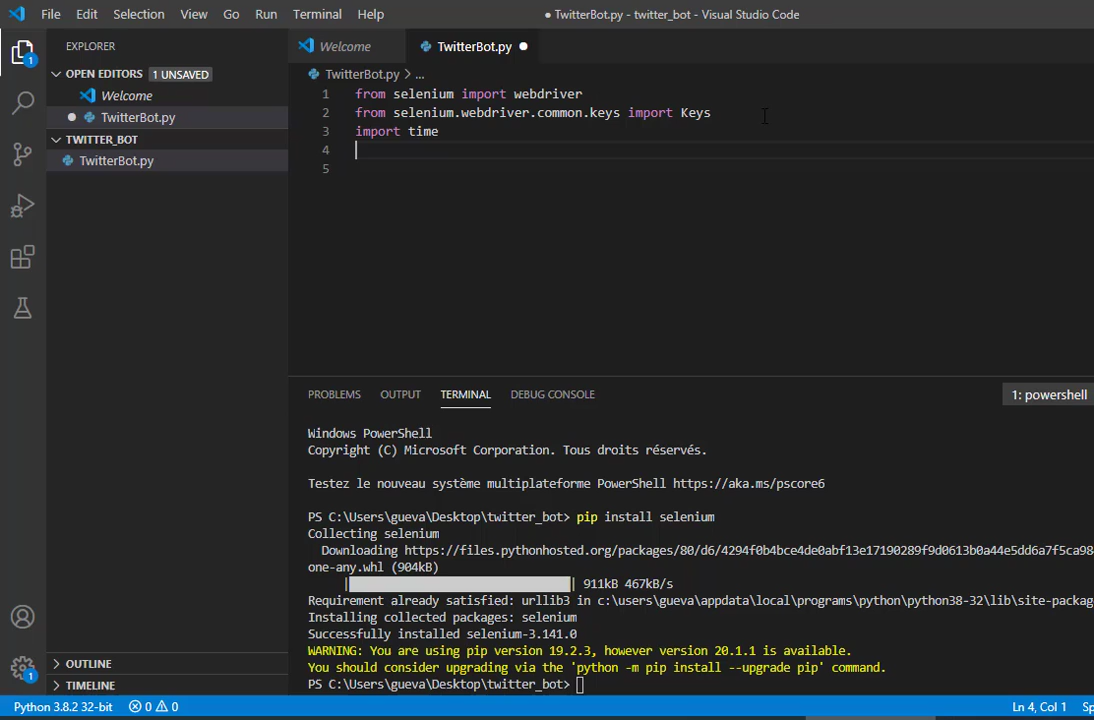 File Edit Selection View Go Run Terminal Help ● TwitterBot.py - twitter_bot - Visual Studio Code
EXPLORER
OPEN EDITORS 1 UNSAVED
Welcome
TwitterBot.py
TWITTER_BOT
TwitterBot.py
OUTLINE
TIMELINE
1
1
Welcome TwitterBot.py
TwitterBot.py > ...
1 from selenium import webdriver
2 from selenium.webdriver.common.keys import Keys
3 import time
4
5
PROBLEMS OUTPUT TERMINAL DEBUG CONSOLE 1: powershell
Windows PowerShell
Copyright (C) Microsoft Corporation. Tous droits réservés.
Testez le nouveau système multiplateforme PowerShell https://aka.ms/pscore6
PS C:\Users\gueva\Desktop\twitter_bot> pip install selenium
Collecting selenium
Downloading https://files.pythonhosted.org/packages/80/d6/4294f0b4bce4de0abf13e17190289f9d0613b0a44e5dd6a7f5ca98
one-any.whl (904kB)
|████████████████████████████████| 911kB 467kB/s
Requirement already satisfied: urllib3 in c:\users\gueva\appdata\local\programs\python\python38-32\lib\site-package
Installing collected packages: selenium
Successfully installed selenium-3.141.0
WARNING: You are using pip version 19.2.3, however version 20.1.1 is available.
You should consider upgrading via the 'python -m pip install --upgrade pip' command.
PS C:\Users\gueva\Desktop\twitter_bot>
Python 3.8.2 32-bit 0 0 Ln 4, Col 1 Sp